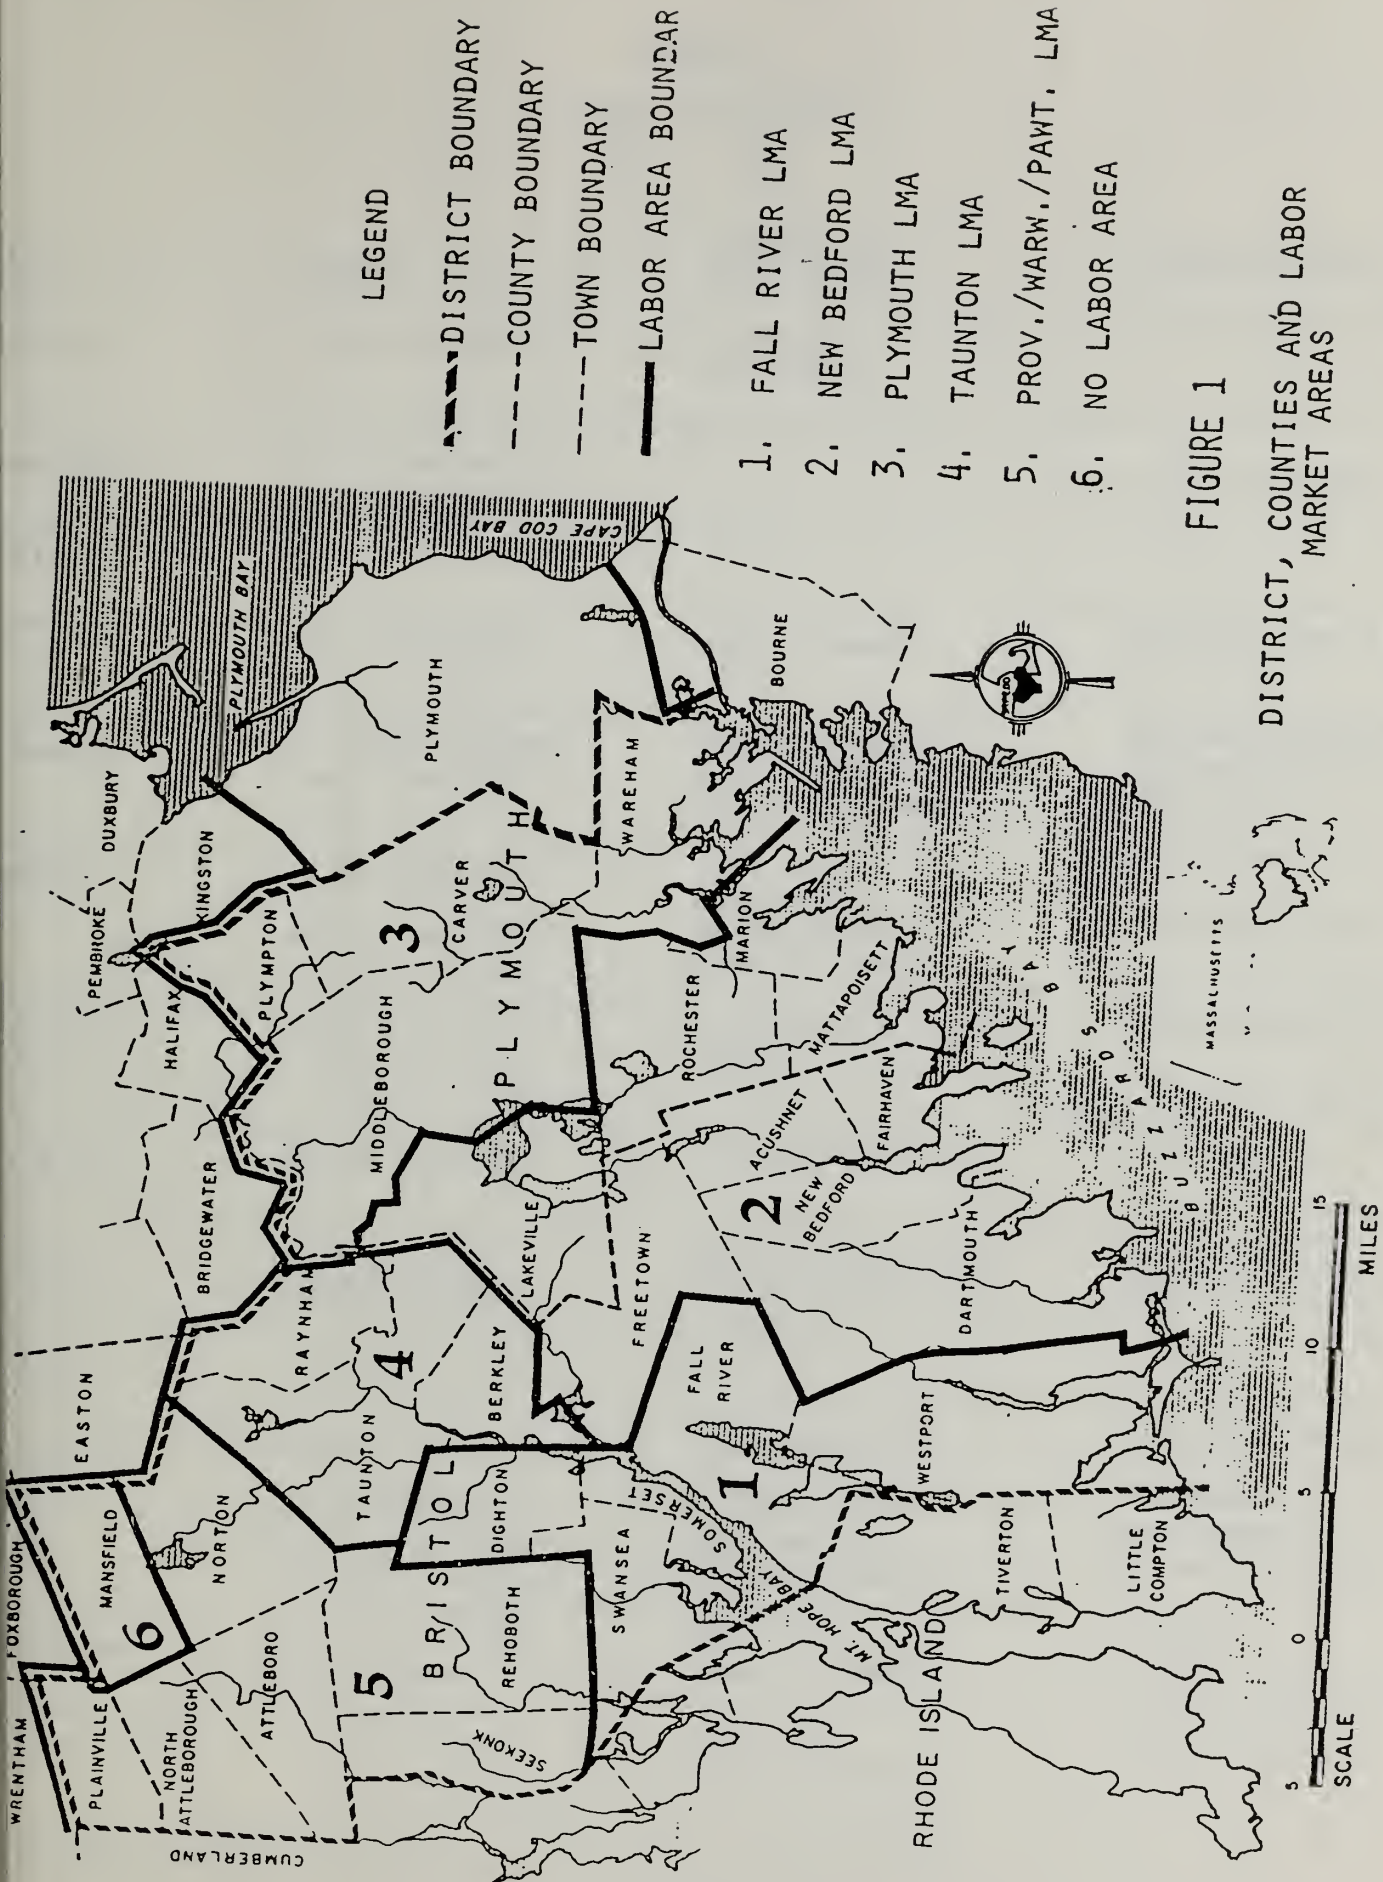 LEGEND
DISTRICT BOUNDARY
COUNTY BOUNDARY
TOWN BOUNDARY
LABOR AREA BOUNDAR
1. FALL RIVER LMA
2. NEW BEDFORD LMA
3. PLYMOUTH LMA
4. TAUNTON LMA
5. PROV./WARW./PAWT. LMA
6. NO LABOR AREA
FIGURE 1
DISTRICT, COUNTIES AND LABOR
MARKET AREAS
WRENTHAM
FOXBOROUGH
EASTON
PLAINVILLE
MANSFIELD
6
NORTH
ATTLEBOROUGH
NORTON
ATTLEBORO
CUMBERLAND
5
BRISTOL
REHOBOTH
SEEKONK
TAUNTON
4
RAYNHAM
BRIDGEWATER
DIGHTON
BERKLEY
SWANSEA
SOMERSET
LAKEVILLE
FREETOWN
FALL
RIVER
1
MT. HOPE BAY
WESTPORT
TIVERTON
LITTLE
COMPTON
RHODE ISLAND
HALIFAX
PEMBROKE
DUXBURY
KINGSTON
PLYMPTON
3
CARVER
MIDDLEBOROUGH
PLYMOUTH
PLYMOUTH
PLYMOUTH BAY
CAPE COD BAY
WAREHAM
BOURNE
MARION
ROCHESTER
MATTAPOISETT
ACUSHNET
FAIRHAVEN
2
NEW
BEDFORD
DARTMOUTH
BUZZARDS BAY
MASSACHUSETTS
SCALE
5 0 5 10 15
MILES